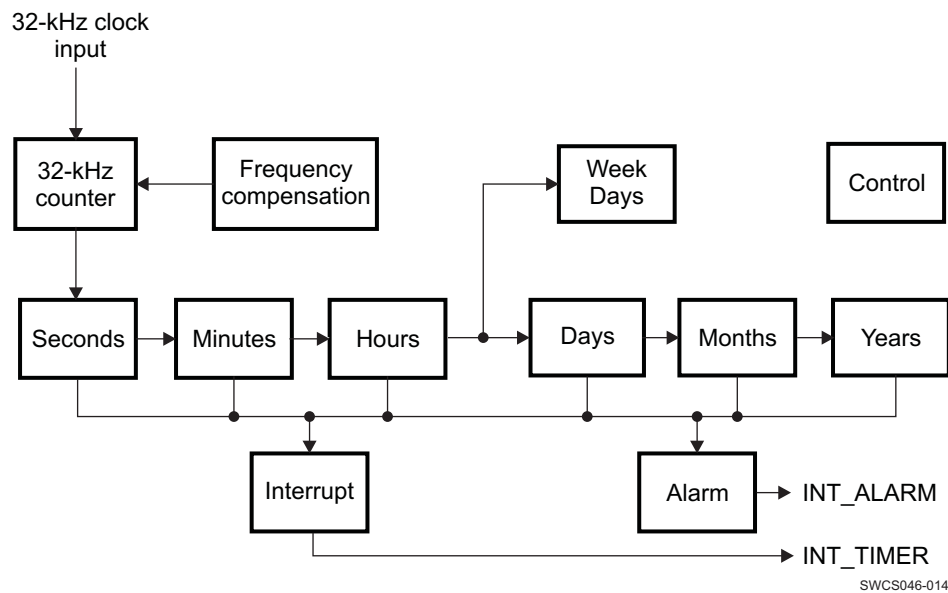 32-kHz clock
input
32-kHz
counter
Frequency
compensation
Week
Days
Control
Seconds
Minutes
Hours
Days
Months
Years
Interrupt
Alarm
INT_ALARM
INT_TIMER
SWCS046-014